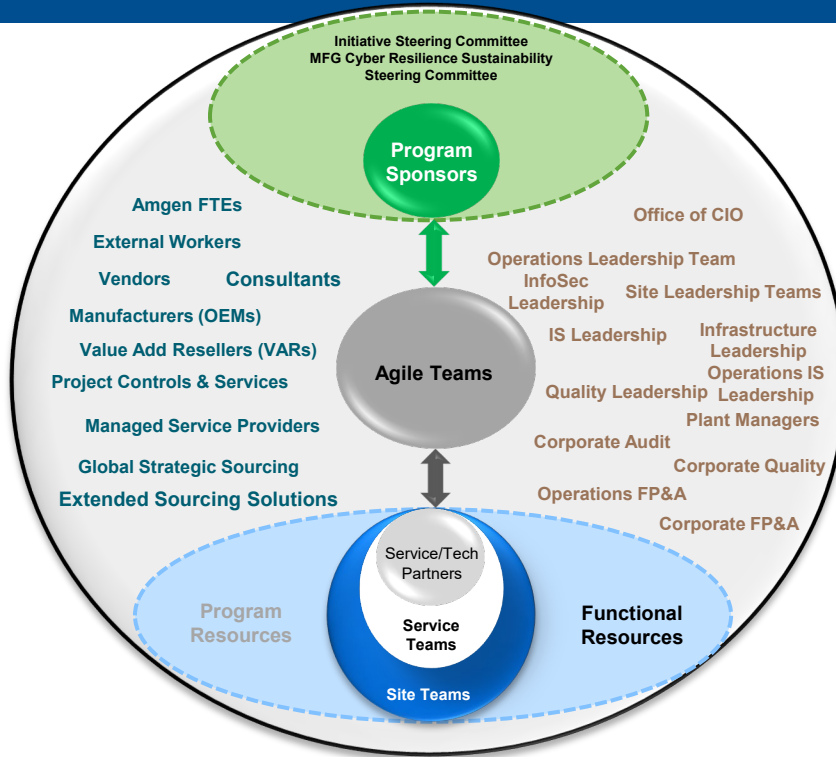 Initiative Steering Committee
MFG Cyber Resilience Sustainability
Steering Committee
Program
Sponsors
Amgen FTEs
External Workers
Vendors
Consultants
Manufacturers (OEMs)
Value Add Resellers (VARs)
Project Controls & Services
Managed Service Providers
Global Strategic Sourcing
Extended Sourcing Solutions
Agile Teams
Office of CIO
Operations Leadership Team
InfoSec
Leadership
Site Leadership Teams
IS Leadership
Infrastructure
Leadership
Operations IS
Leadership
Quality Leadership
Plant Managers
Corporate Audit
Corporate Quality
Operations FP&A
Corporate FP&A
Program
Resources
Service/Tech
Partners
Service
Teams
Site Teams
Functional
Resources